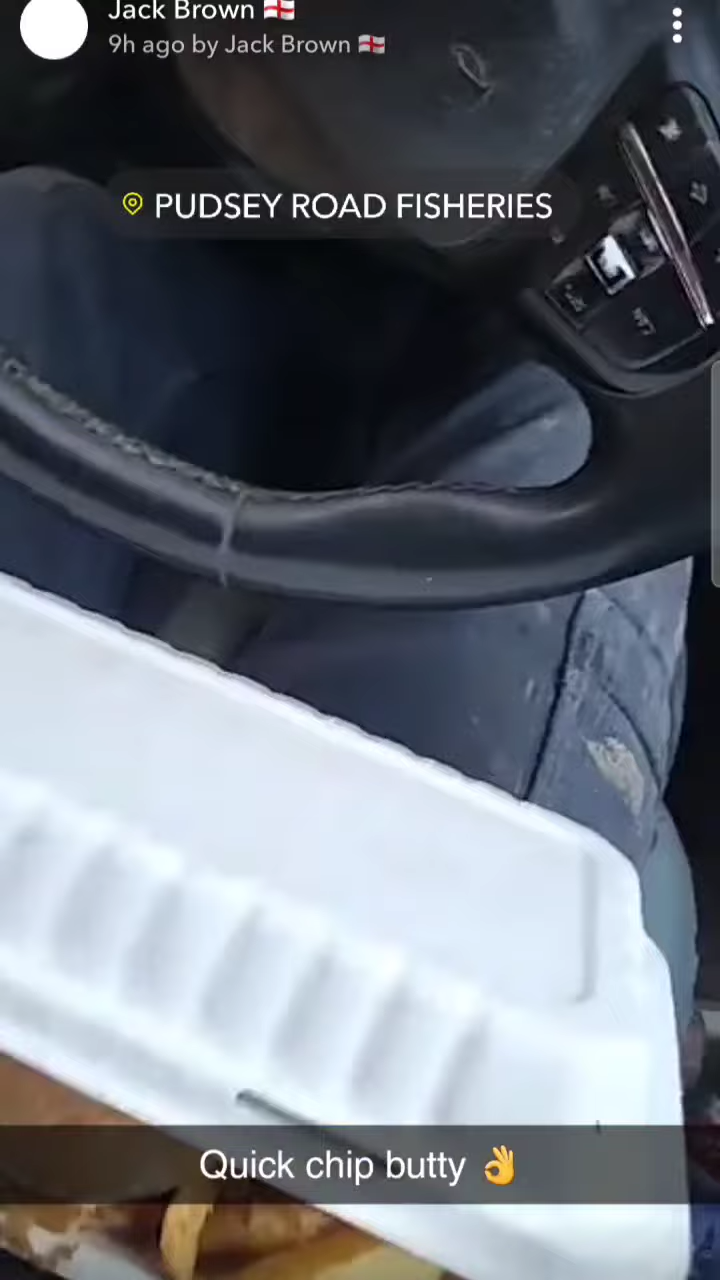 Jack Brown 🏴󠁧󠁢󠁥󠁮󠁧󠁿
9h ago by Jack Brown 🏴󠁧󠁢󠁥󠁮󠁧󠁿
PUDSEY ROAD FISHERIES
Quick chip butty 👌